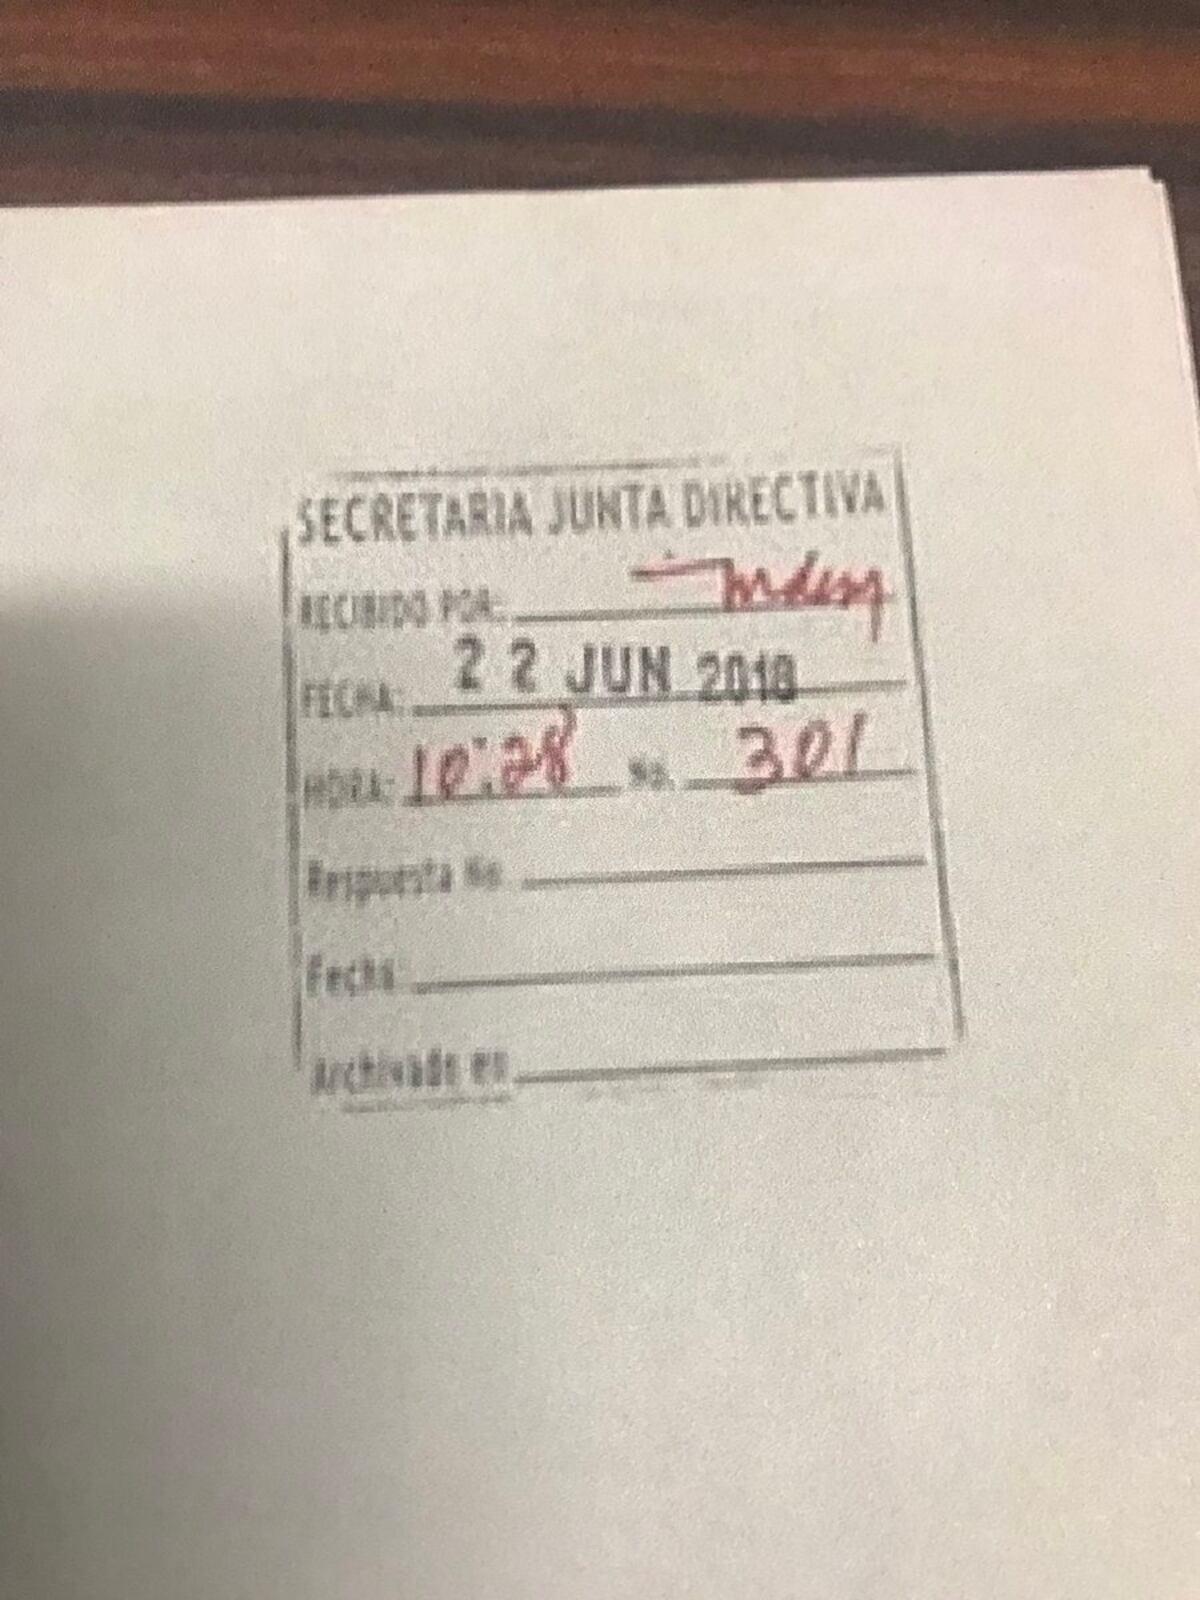 SECRETARIA JUNTA DIRECTIVA
RECIBIDO POR:
FECHA: 22 JUN 2018
HORA: 10:28 No. 301
Respuesta No.
Fecha:
Archivado en